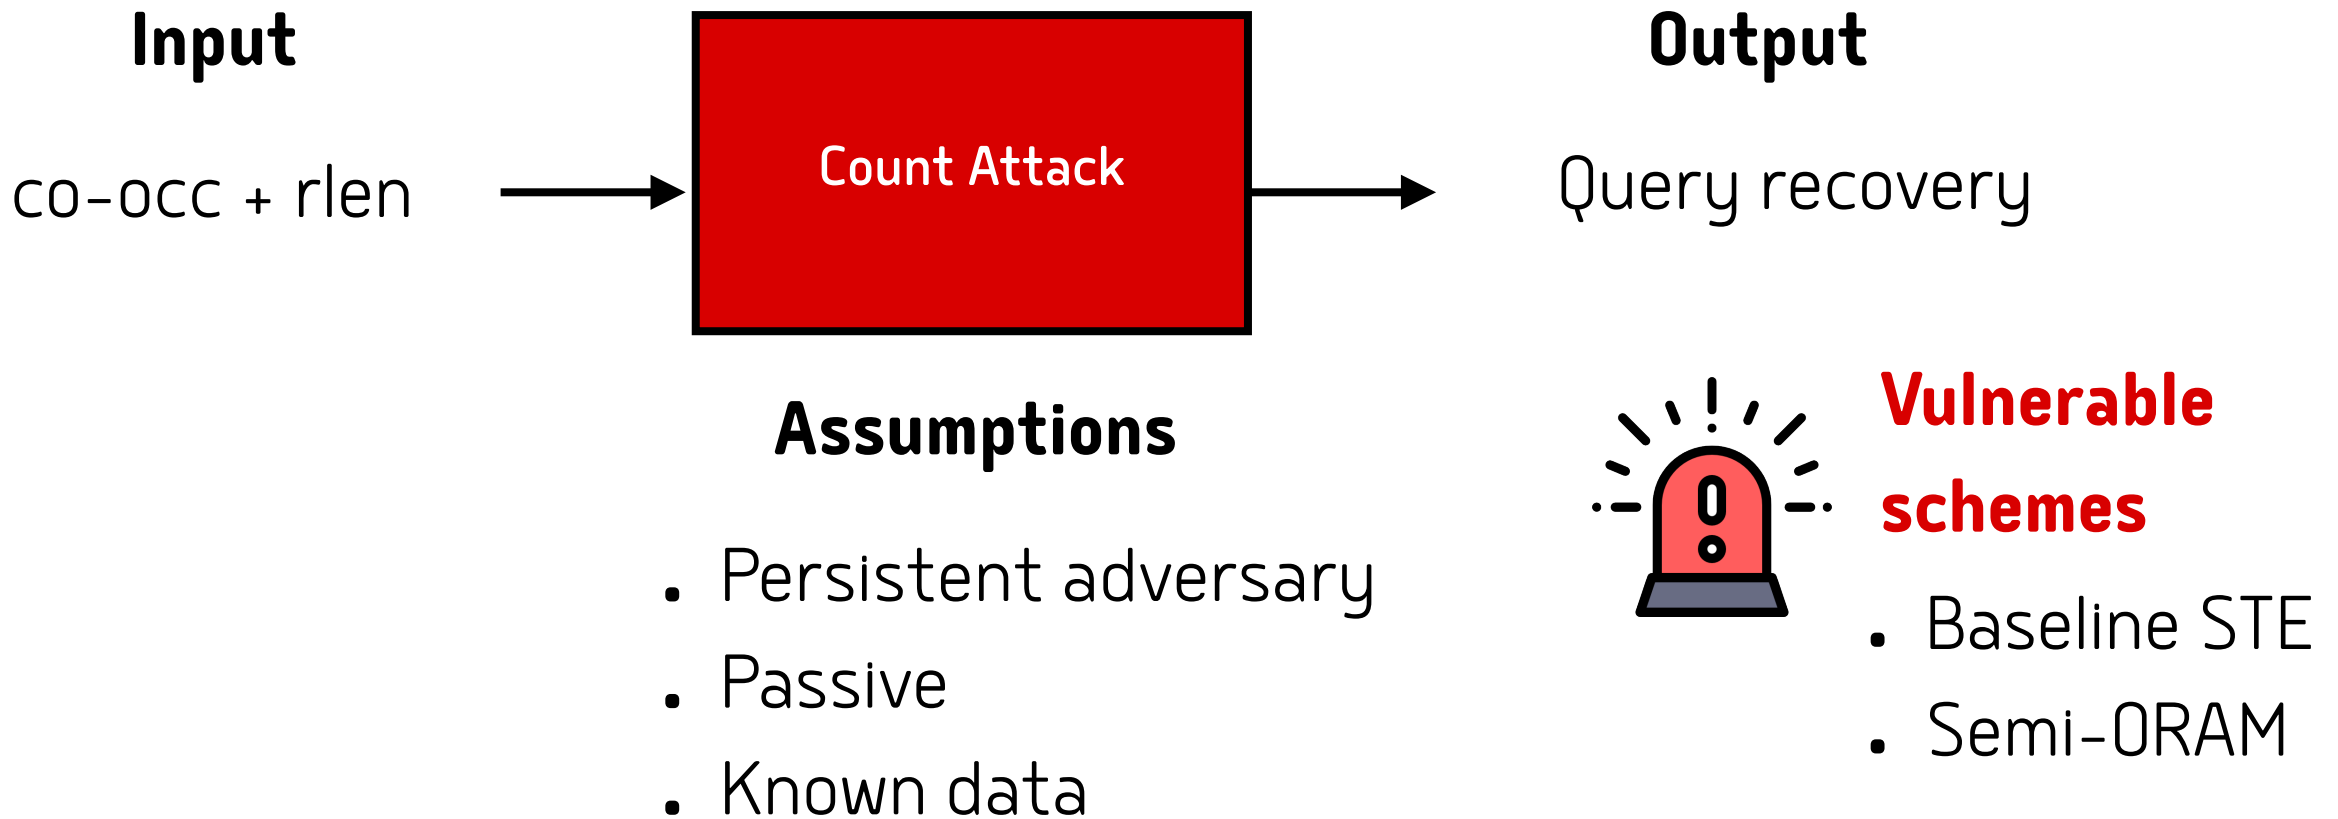 Input
Count Attack
Output
co-occ + rlen
Query recovery
Assumptions
. Persistent adversary
. Passive
. Known data
Vulnerable
schemes
. Baseline STE
. Semi-ORAM